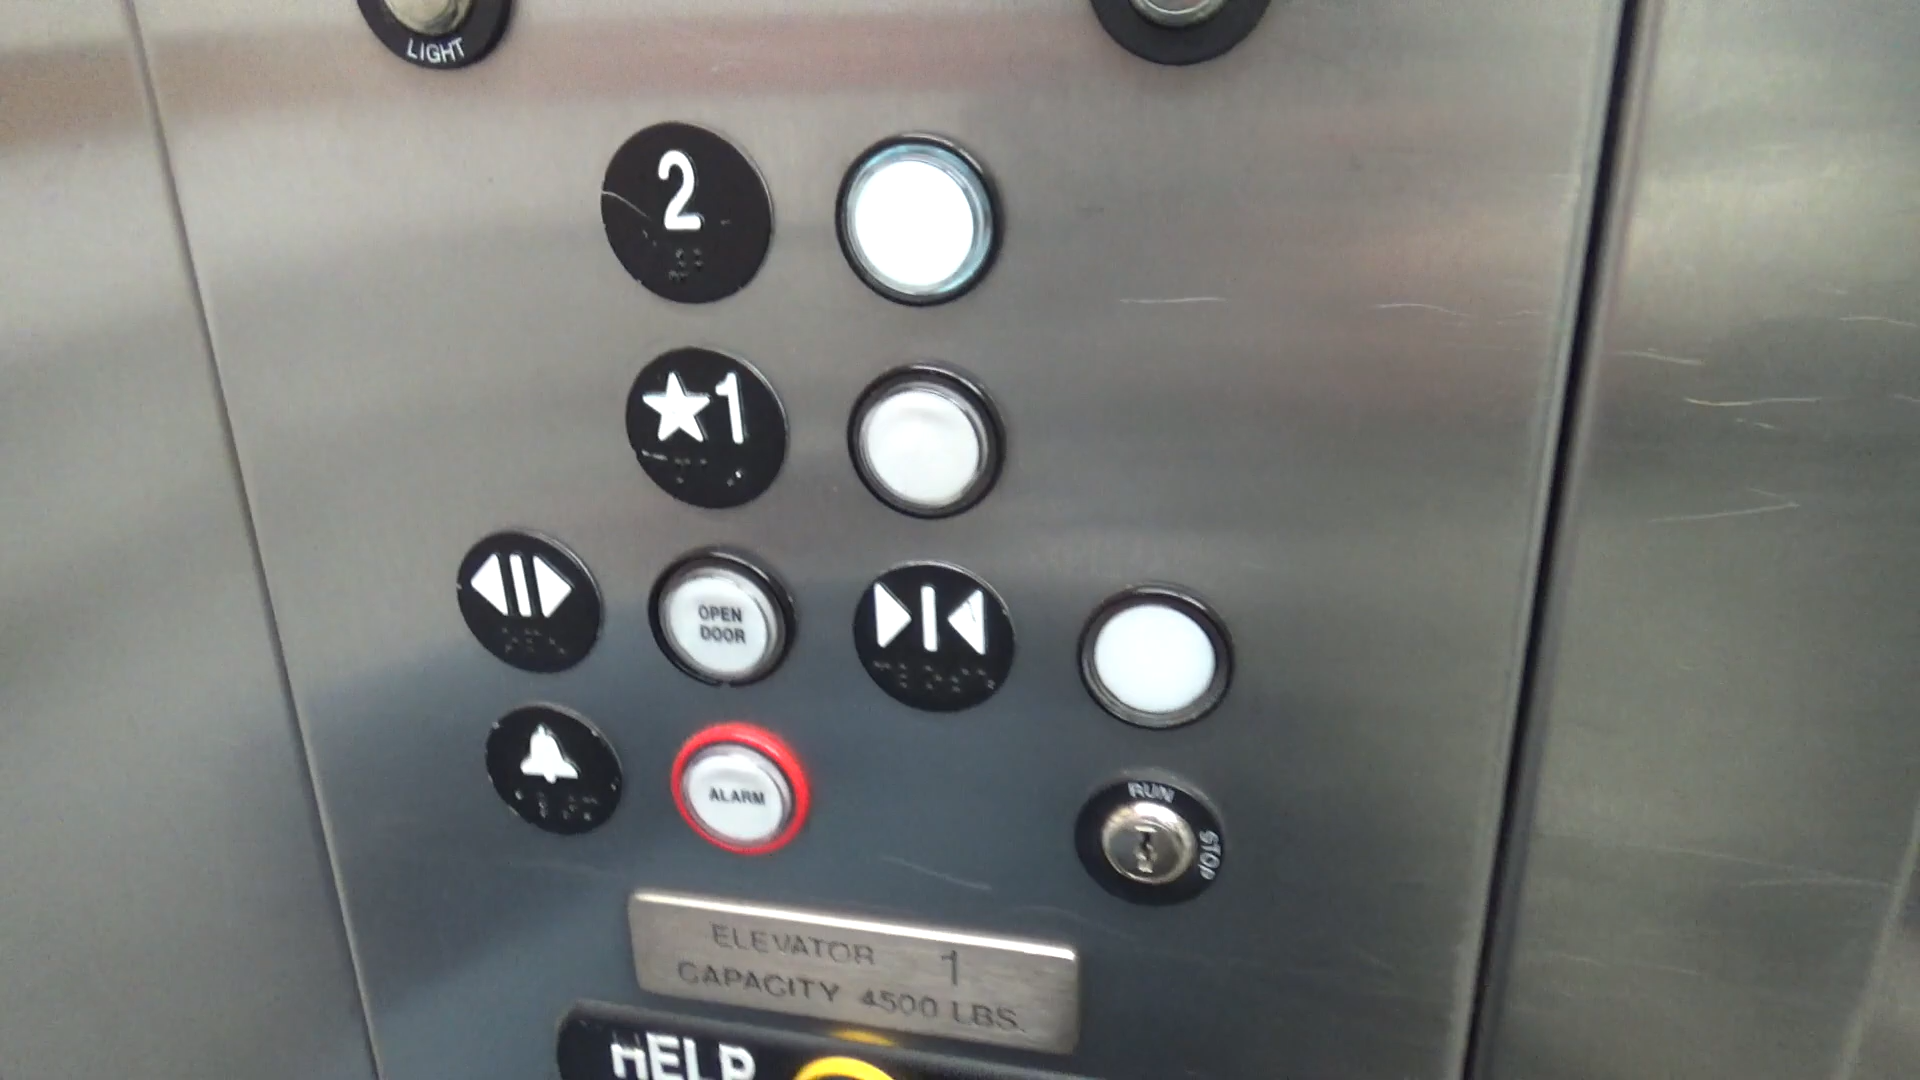 LIGHT
2
★1
OPEN
DOOR
ALARM
RUN
STOP
ELEVATOR 1
CAPACITY 4500 LBS.
HELP